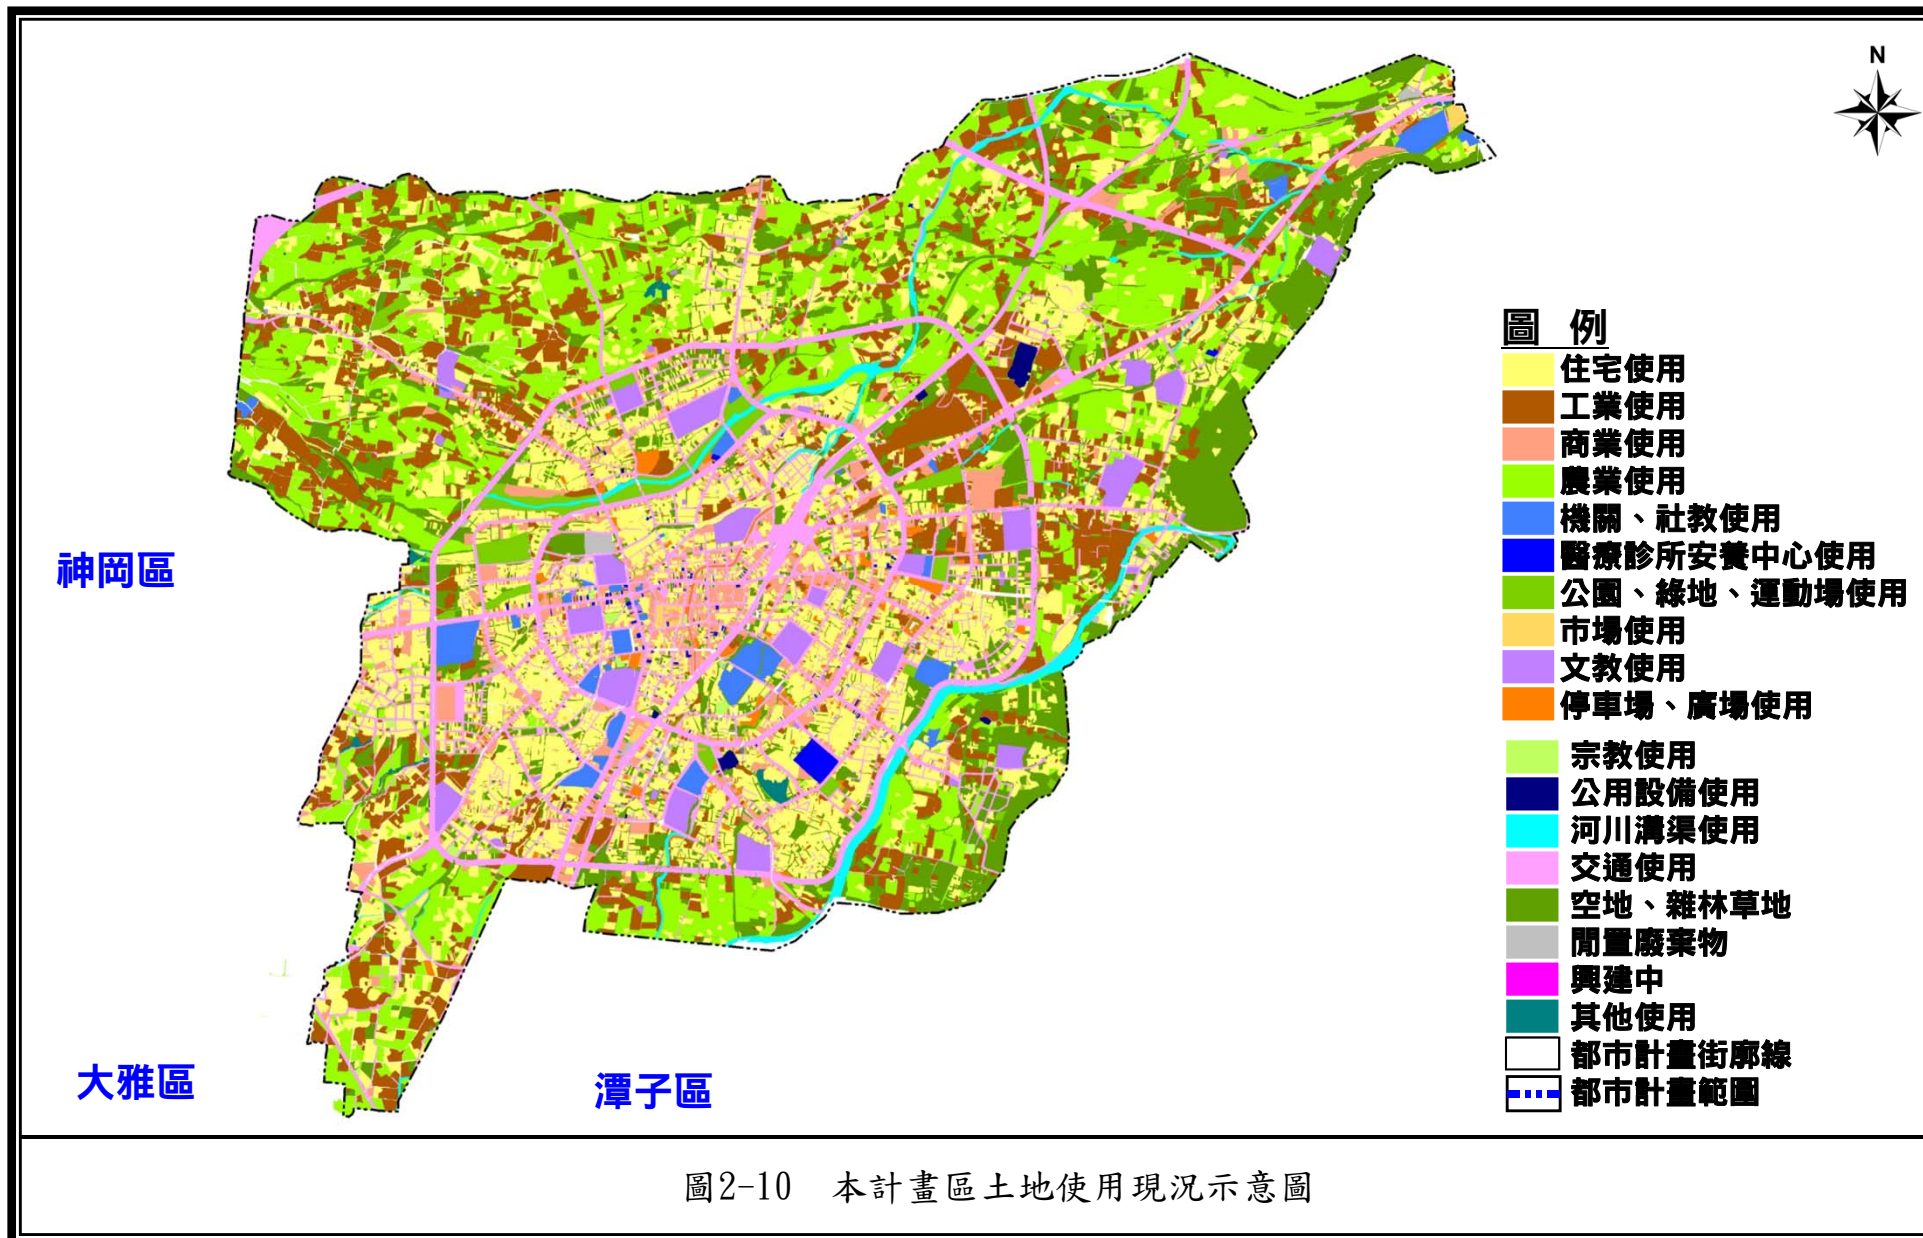 N
圖 例
住宅使用
工業使用
商業使用
農業使用
機關、社教使用
醫療診所安養中心使用
公園、綠地、運動場使用
市場使用
文教使用
停車場、廣場使用
宗教使用
公用設備使用
河川溝渠使用
交通使用
空地、雜林草地
閒置廢棄物
興建中
其他使用
都市計畫街廓線
都市計畫範圍
神岡區
大雅區
潭子區
圖2-10 本計畫區土地使用現況示意圖